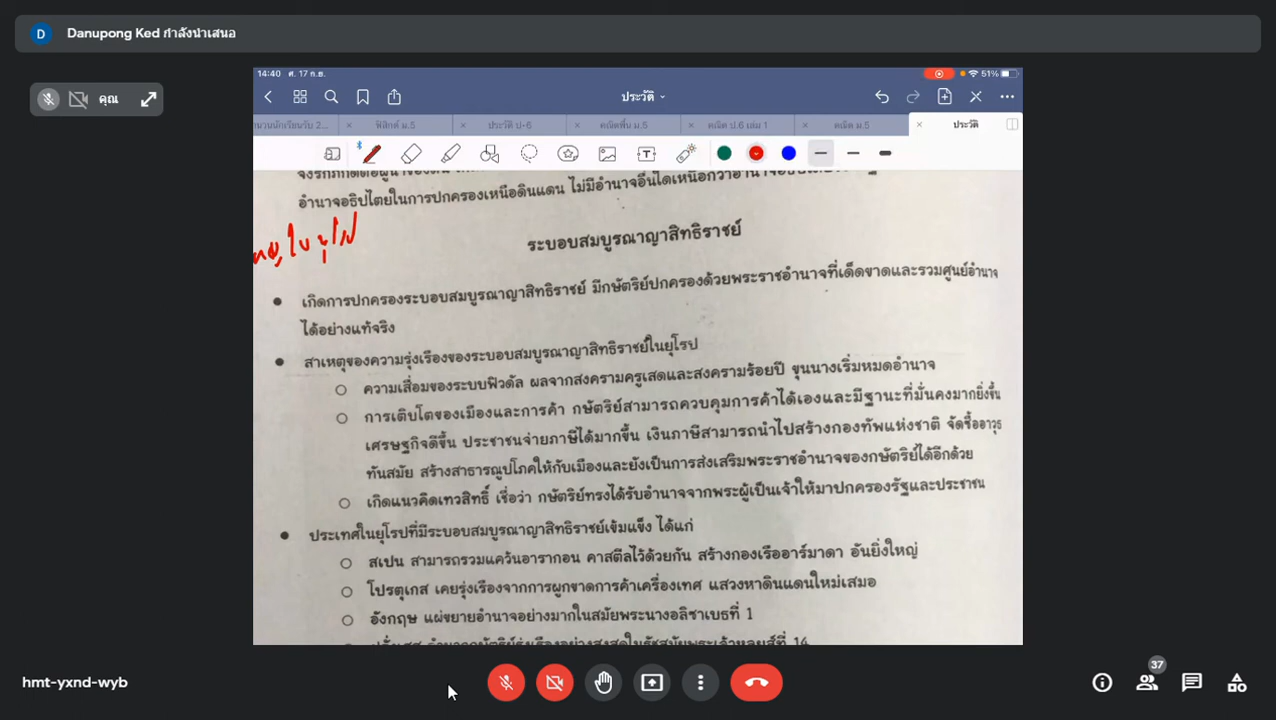 D Danupong Ked กำลังนำเสนอ
14:40 ศ. 17 ก.ย.
51%
คุณ
ประวัติ
นวนนักเรียนรับ 2...
ฟิสิกต์ ม.5
ประวัติ ป-6
คณิตพื้น ม.5
คณิต ป.6 เล่ม 1
คณิต ม.5
ประวัติ
อำนาจอธิปไตยในการปกครองเหนือดินแดน ไม่มีอำนาจอื่นใดเหนือกว่าอำนาจ
ระบอบสมบูรณาญาสิทธิราชย์
เกิดการปกครองระบอบสมบูรณาญาสิทธิราชย์ มีกษัตริย์ปกครองด้วยพระราชอำนาจที่เด็ดขาดและรวมศูนย์อำนาจ
ได้อย่างแท้จริง
สาเหตุของความรุ่งเรืองของระบอบสมบูรณาญาสิทธิราชย์ในยุโรป
ความเสื่อมของระบบฟิวดัล ผลจากสงครามครูเสดและสงครามร้อยปี ขุนนางเริ่มหมดอำนาจ
การเติบโตของเมืองและการค้า กษัตริย์สามารถควบคุมการค้าได้เองและมีฐานะที่มั่นคงมากยิ่งขึ้น
เศรษฐกิจดีขึ้น ประชาชนจ่ายภาษีได้มากขึ้น เงินภาษีสามารถนำไปสร้างกองทัพแห่งชาติ จัดซื้ออาวุธ
ทันสมัย สร้างสาธารณูปโภคให้กับเมืองและยังเป็นการส่งเสริมพระราชอำนาจของกษัตริย์ได้อีกด้วย
เกิดแนวคิดเทวสิทธิ์ เชื่อว่า กษัตริย์ทรงได้รับอำนาจจากพระผู้เป็นเจ้าให้มาปกครองรัฐและประชาชน
ประเทศในยุโรปที่มีระบอบสมบูรณาญาสิทธิราชย์เข้มแข็ง ได้แก่
สเปน สามารถรวมแคว้นอารากอน คาสตีลไว้ด้วยกัน สร้างกองเรืออาร์มาดา อันยิ่งใหญ่
โปรตุเกส เคยรุ่งเรืองจากการผูกขาดการค้าเครื่องเทศ แสวงหาดินแดนใหม่เสมอ
อังกฤษ แผ่ขยายอำนาจอย่างมากในสมัยพระนางอลิซาเบธที่ 1
hmt-yxnd-wyb
37